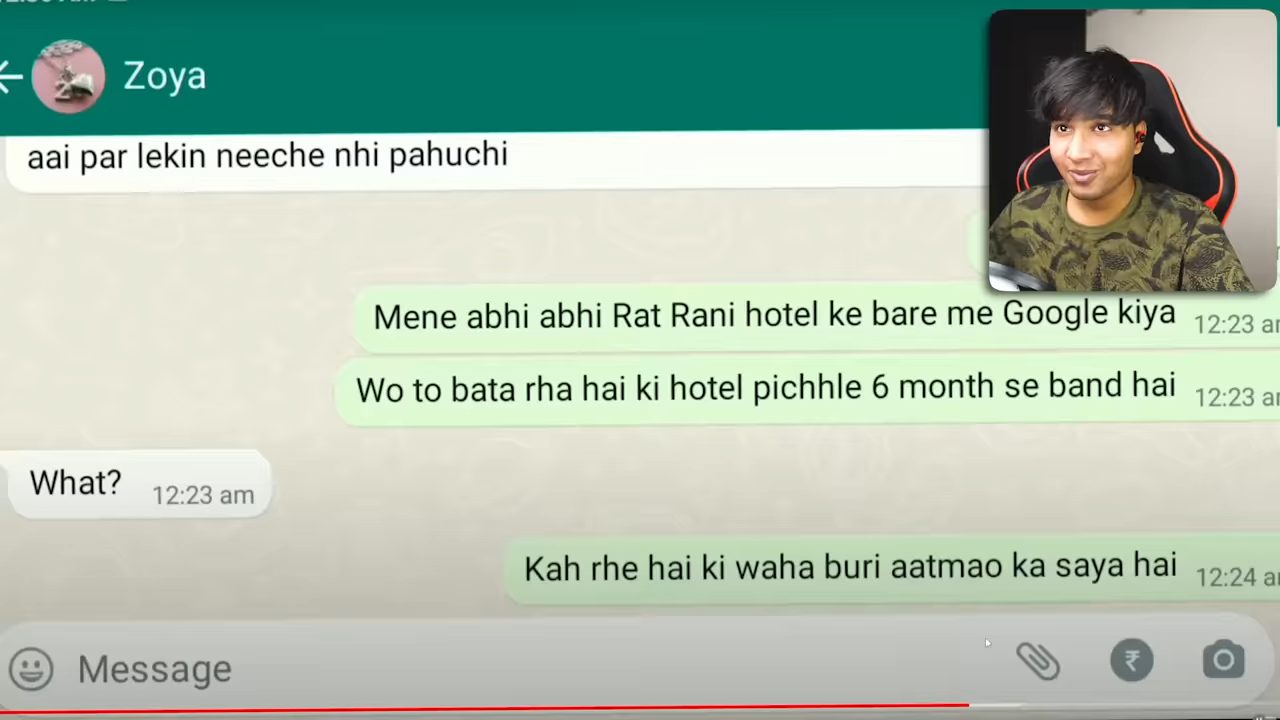 Zoya
aai par lekin neeche nhi pahuchi
Mene abhi abhi Rat Rani hotel ke bare me Google kiya
12:23
Wo to bata rha hai ki hotel pichhle 6 month se band hai
12:23
What?
12:23 am
Kah rhe hai ki waha buri aatmao ka saya hai
12:24
Message